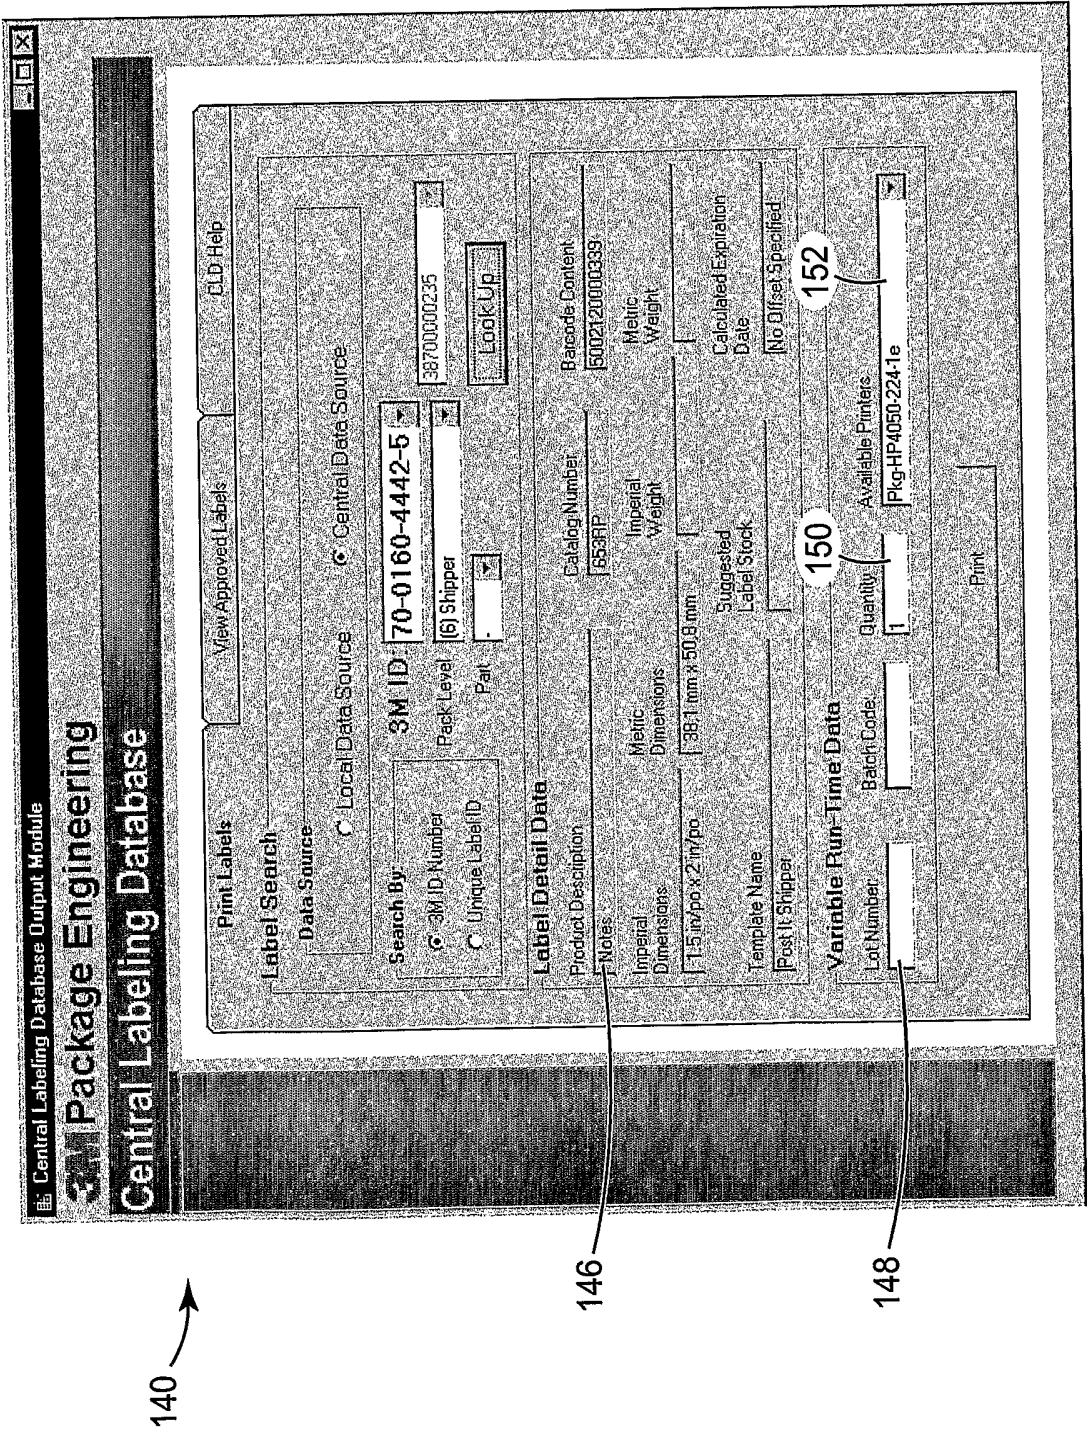 Central Labeling Database Output Module
3M Package Engineering
Central Labeling Database
Print Labels
View Approved Labels
CLD Help
Label Search
Data Source
Local Data Source
Central Data Source
Search By
3M ID Number
Unique Label ID
3M ID:
70-0160-4442-5
Pack Level
(6) Shipper
Part
-
38700000235
Look Up
Label Detail Data
Product Description
Catalog Number
Barcode Content
Notes
653RP
50021200000339
Imperial Dimensions
Metric Dimensions
Imperial Weight
Metric Weight
1-5 in/po x 2 in/po
38.1 mm x 50.8 mm
Template Name
Suggested Label Stock
Calculated Expiration Date
Post It Shipper
No Offset Specified
Variable Run-Time Data
Lot Number:
Batch Code:
Quantity
Available Printers
1
Pkg-HP4050-224-1e
Print
140
146
148
150
152